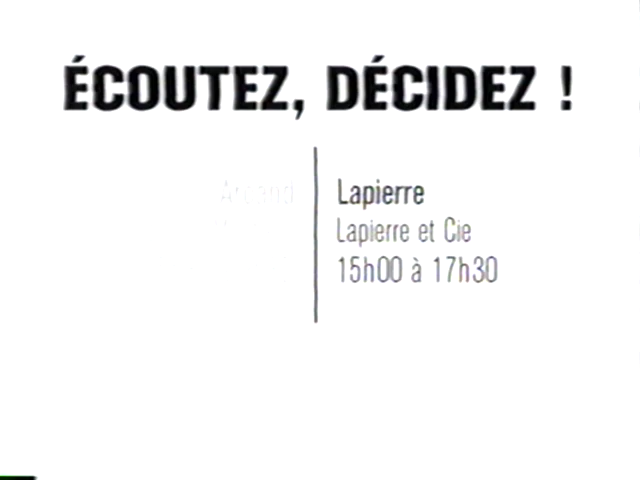 ÉCOUTEZ, DÉCIDEZ !
Lapierre
Lapierre et Cie
15h00 à 17h30